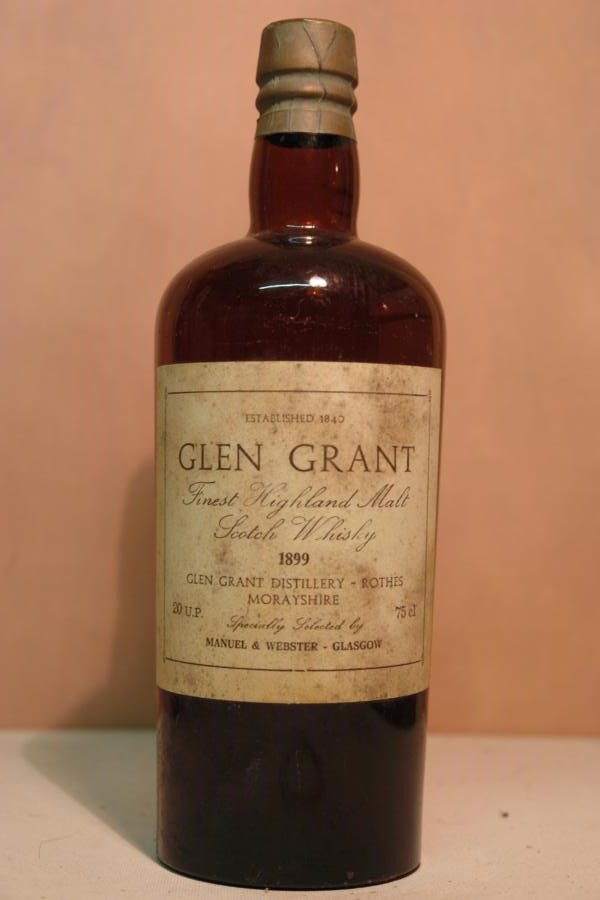 ESTABLISHED 1840
GLEN GRANT
Finest Highland Malt
Scotch Whisky
1899
GLEN GRANT DISTILLERY - ROTHES
MORAYSHIRE
20 U.P. 75 cl
Specially Selected by
MANUEL & WEBSTER - GLASGOW